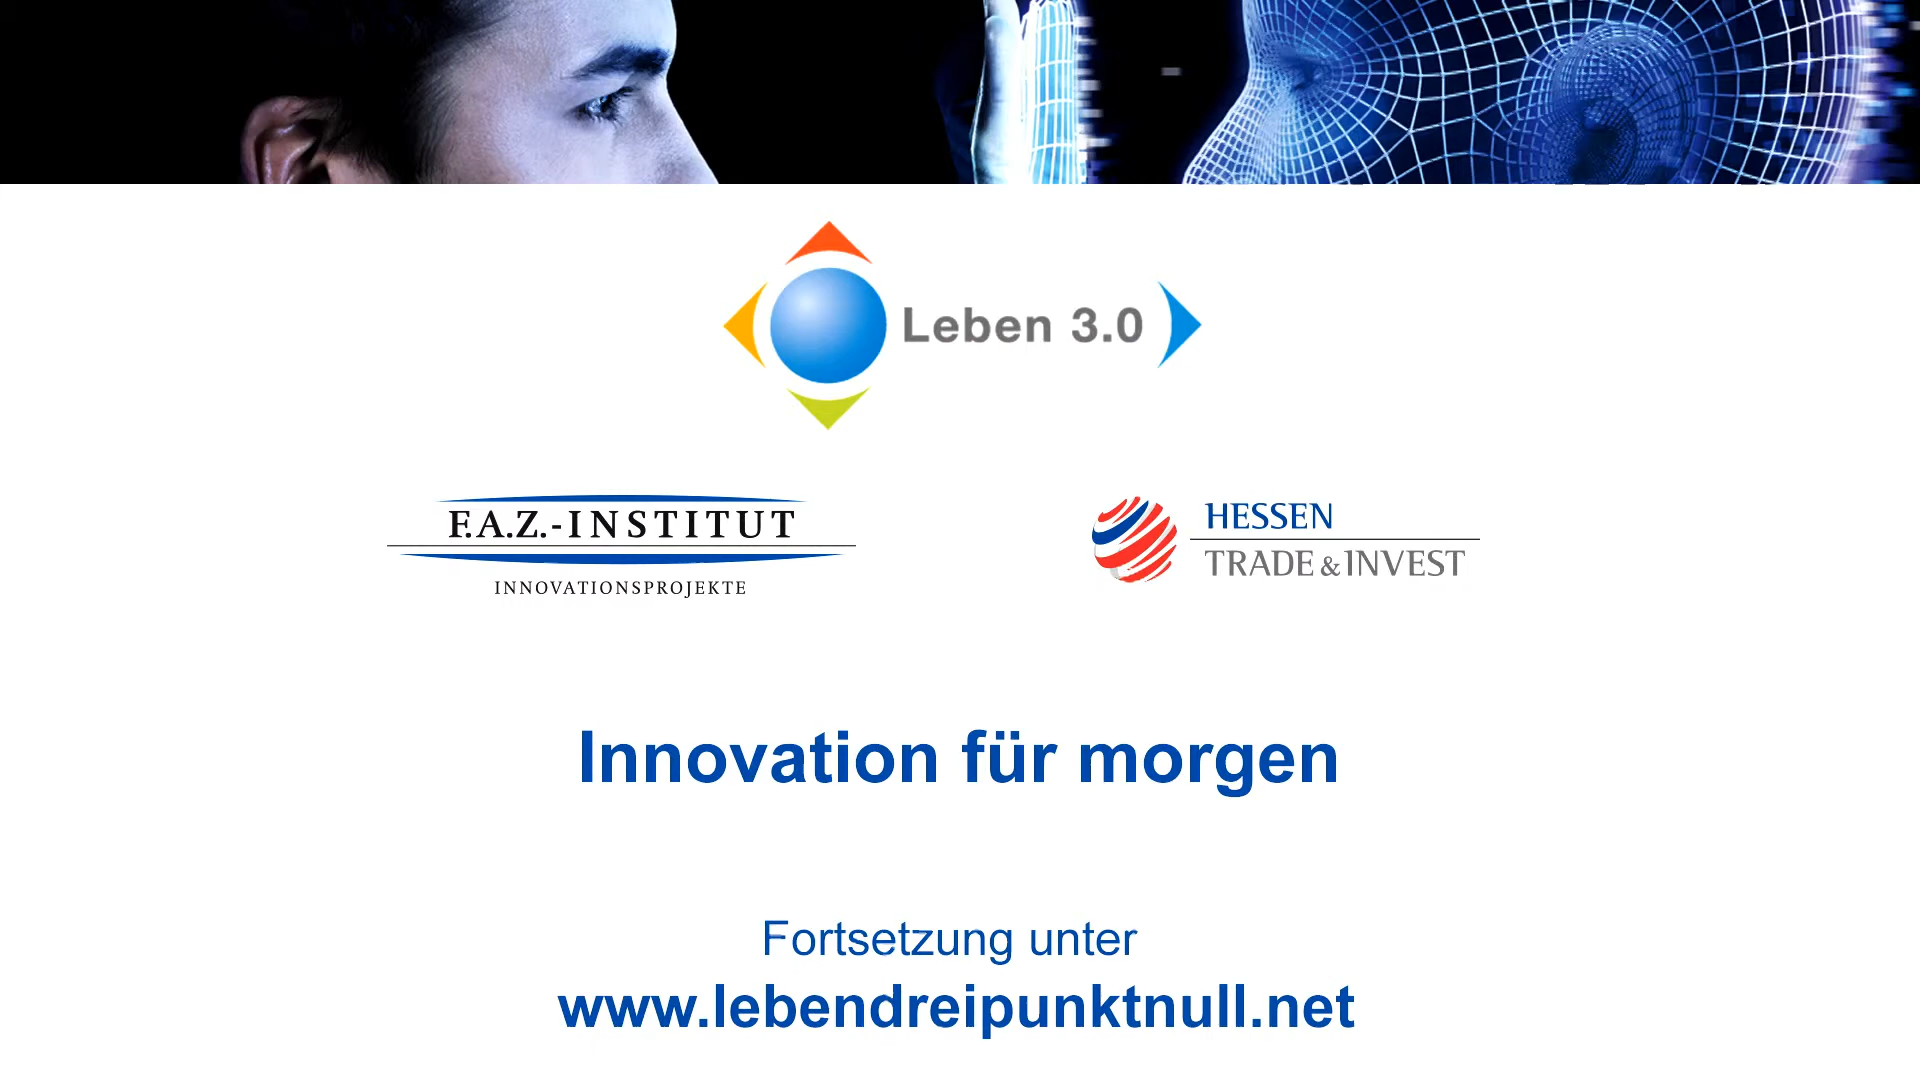 Leben 3.0
F.A.Z.-INSTITUT
INNOVATIONSPROJEKTE
HESSEN
TRADE & INVEST
Innovation für morgen
Fortsetzung unter
www.lebendreipunktnull.net